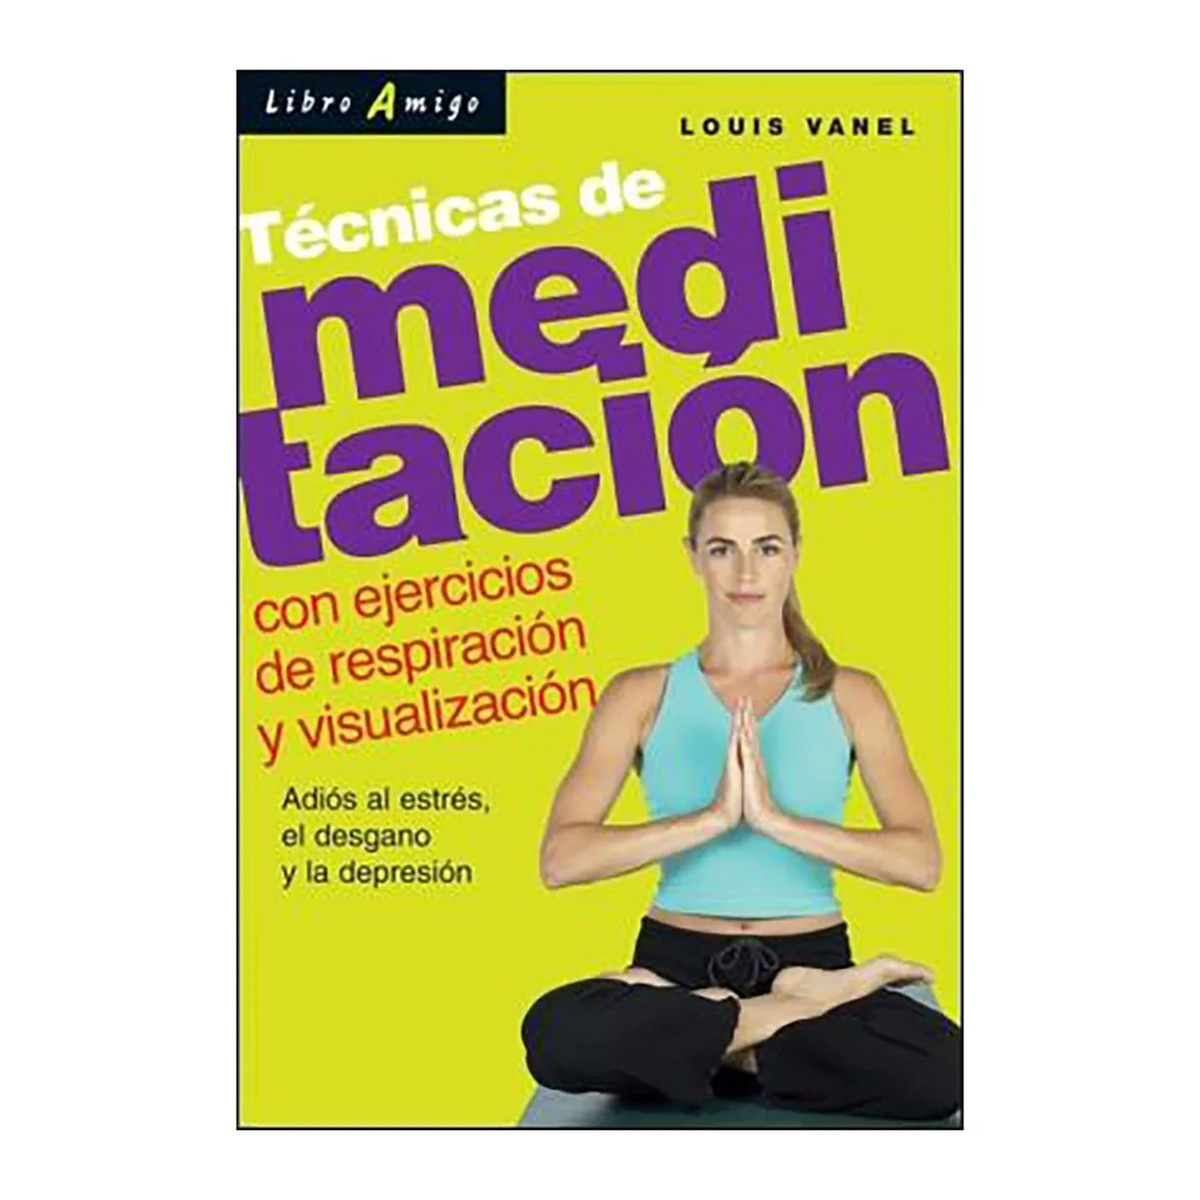 Libro Amigo
LOUIS VANEL
Técnicas de
medi
tación
con ejercicios
de respiración
y visualización
Adiós al estrés,
el desgano
y la depresión